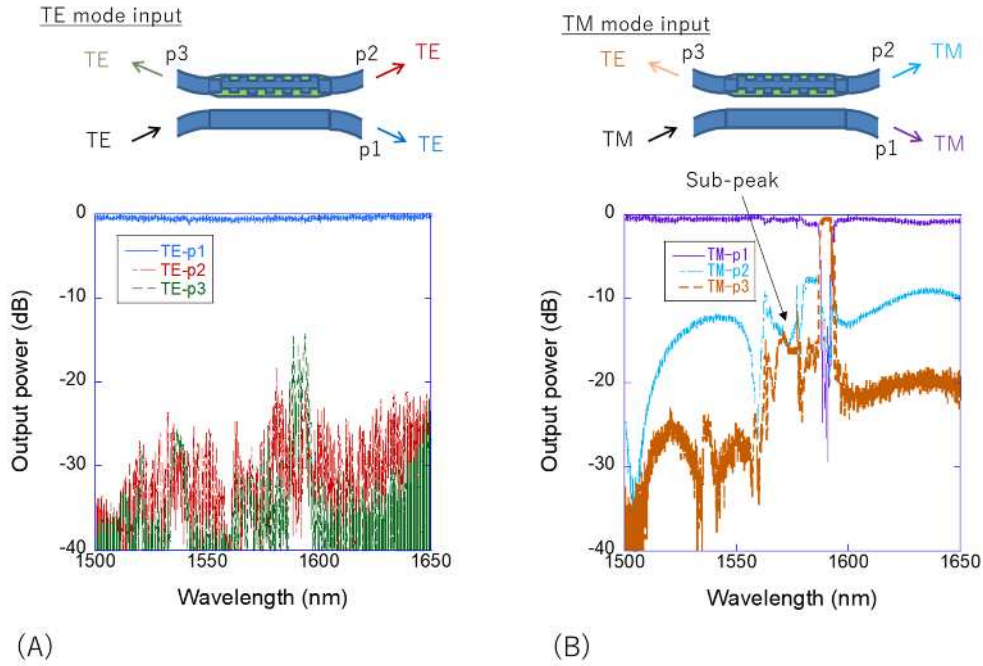 TE mode input
p3
p2
TE
TE
TE
TE
p1
TM mode input
p3
p2
TE
TM
TM
TM
p1
Sub-peak
0
-10
-20
-30
-40
Output power (dB)
TE-p1
TE-p2
TE-p3
1500
1550
1600
1650
Wavelength (nm)
(A)
0
-10
-20
-30
-40
Output power (dB)
TM-p1
TM-p2
TM-p3
1500
1550
1600
1650
Wavelength (nm)
(B)